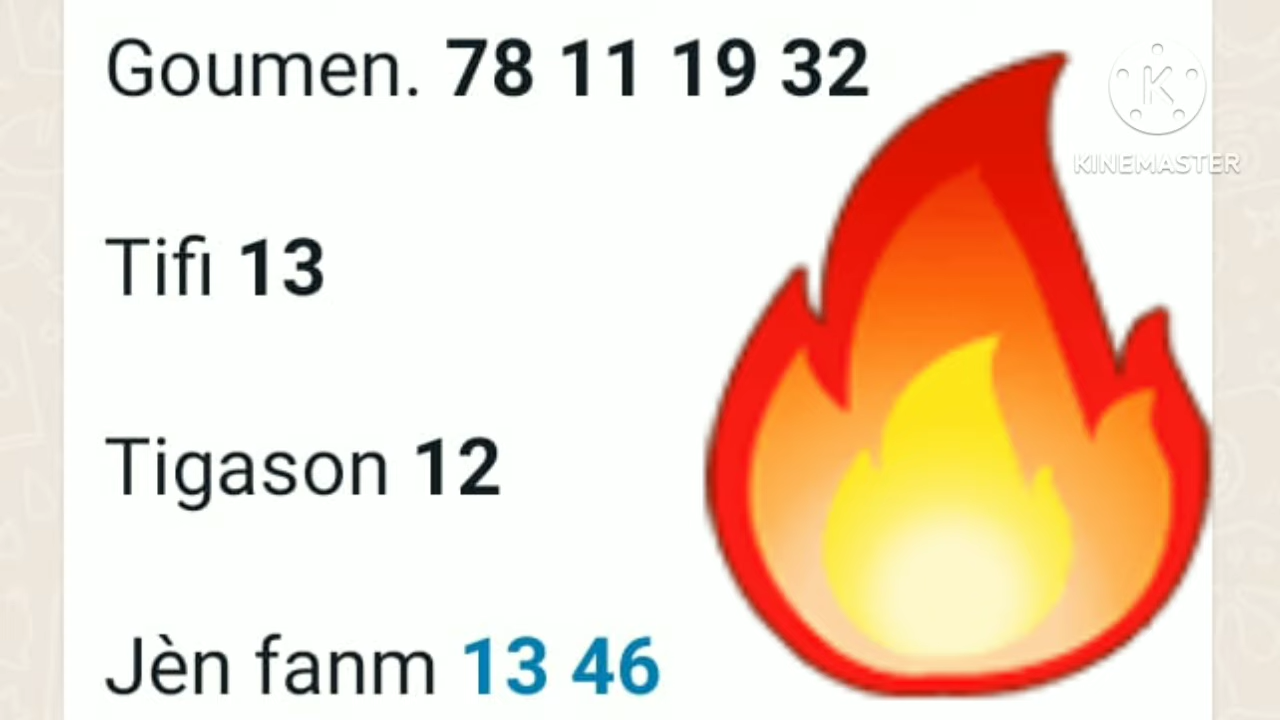 Goumen. 78 11 19 32
K
KINEMASTER
Tifi 13
Tigason 12
Jèn fanm 13 46